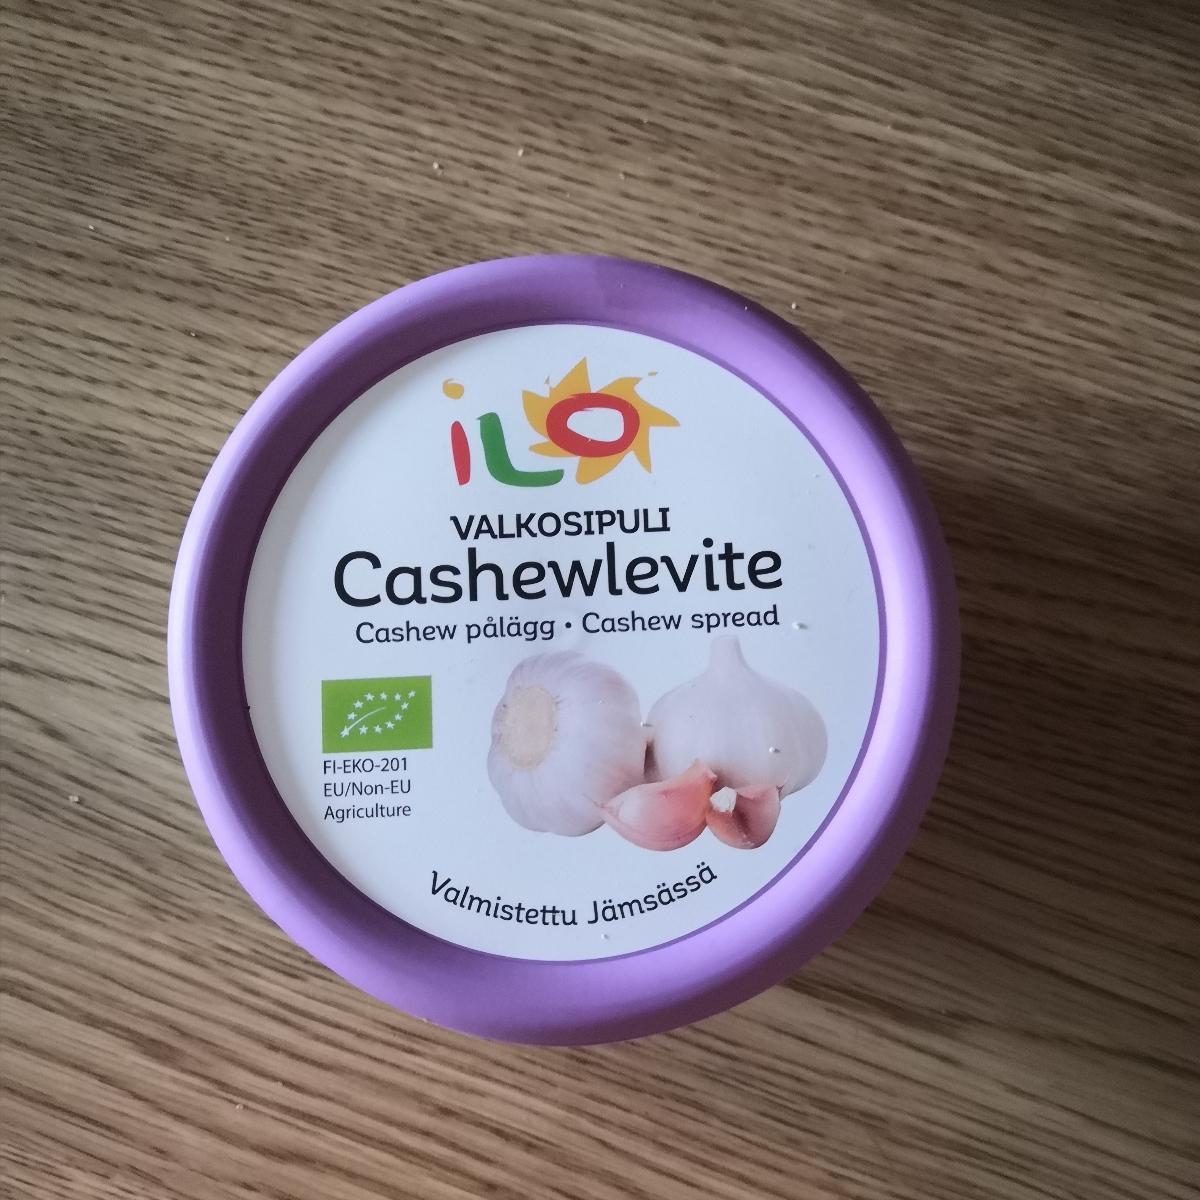 iLO
VALKOSIPULI
Cashewlevite
Cashew pålägg • Cashew spread
FI-EKO-201
EU/Non-EU
Agriculture
Valmistettu Jämsässä